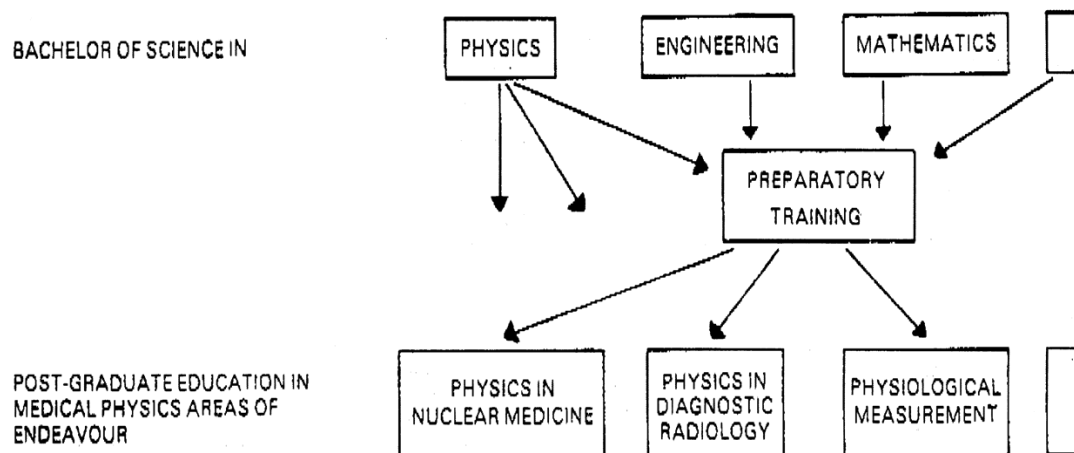 BACHELOR OF SCIENCE IN
PHYSICS
ENGINEERING
MATHEMATICS
PREPARATORY
TRAINING
POST-GRADUATE EDUCATION IN
MEDICAL PHYSICS AREAS OF
ENDEAVOUR
PHYSICS IN
NUCLEAR MEDICINE
PHYSICS IN
DIAGNOSTIC
RADIOLOGY
PHYSIOLOGICAL
MEASUREMENT